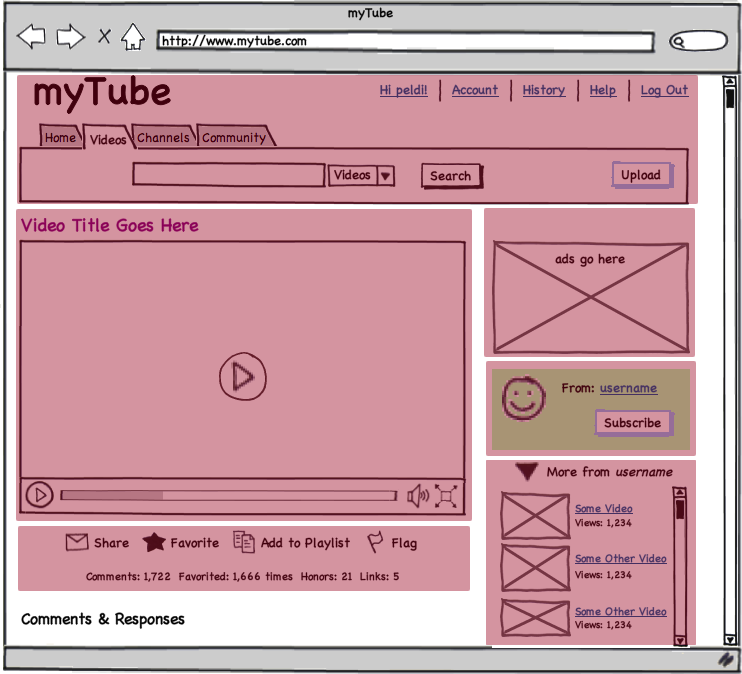 myTube
http://www.mytube.com
myTube
Hi peldi! Account History Help Log Out
Home Videos Channels Community
Videos Search Upload
Video Title Goes Here
ads go here
From: username
Subscribe
More from username
Some Video
Views: 1,234
Some Other Video
Views: 1,234
Some Other Video
Views: 1,234
Share Favorite Add to Playlist Flag
Comments: 1,722 Favorited: 1,666 times Honors: 21 Links: 5
Comments & Responses